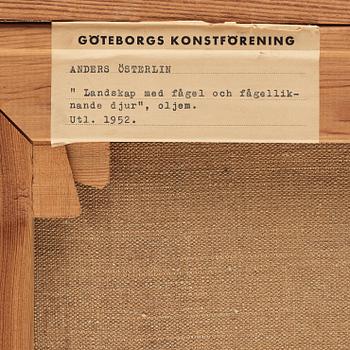 GÖTEBORGS KONSTFÖRENING
ANDERS ÖSTERLIN
" Landskap med fågel och fågellik-
nande djur", oljem.
Utl. 1952.